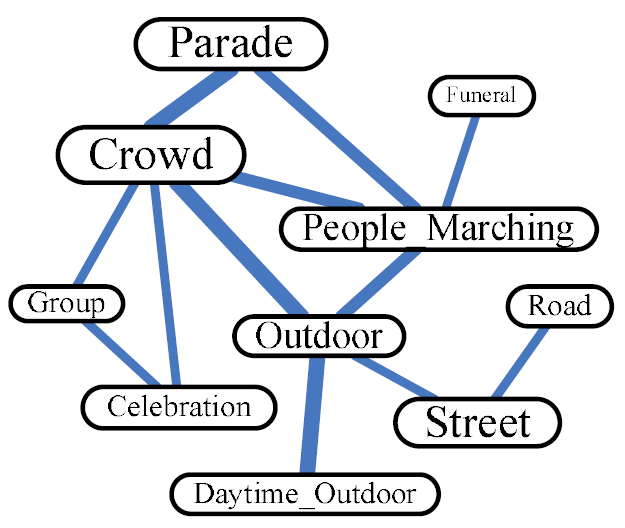 Parade
Funeral
Crowd
People_Marching
Group
Road
Outdoor
Celebration
Street
Daytime_Outdoor